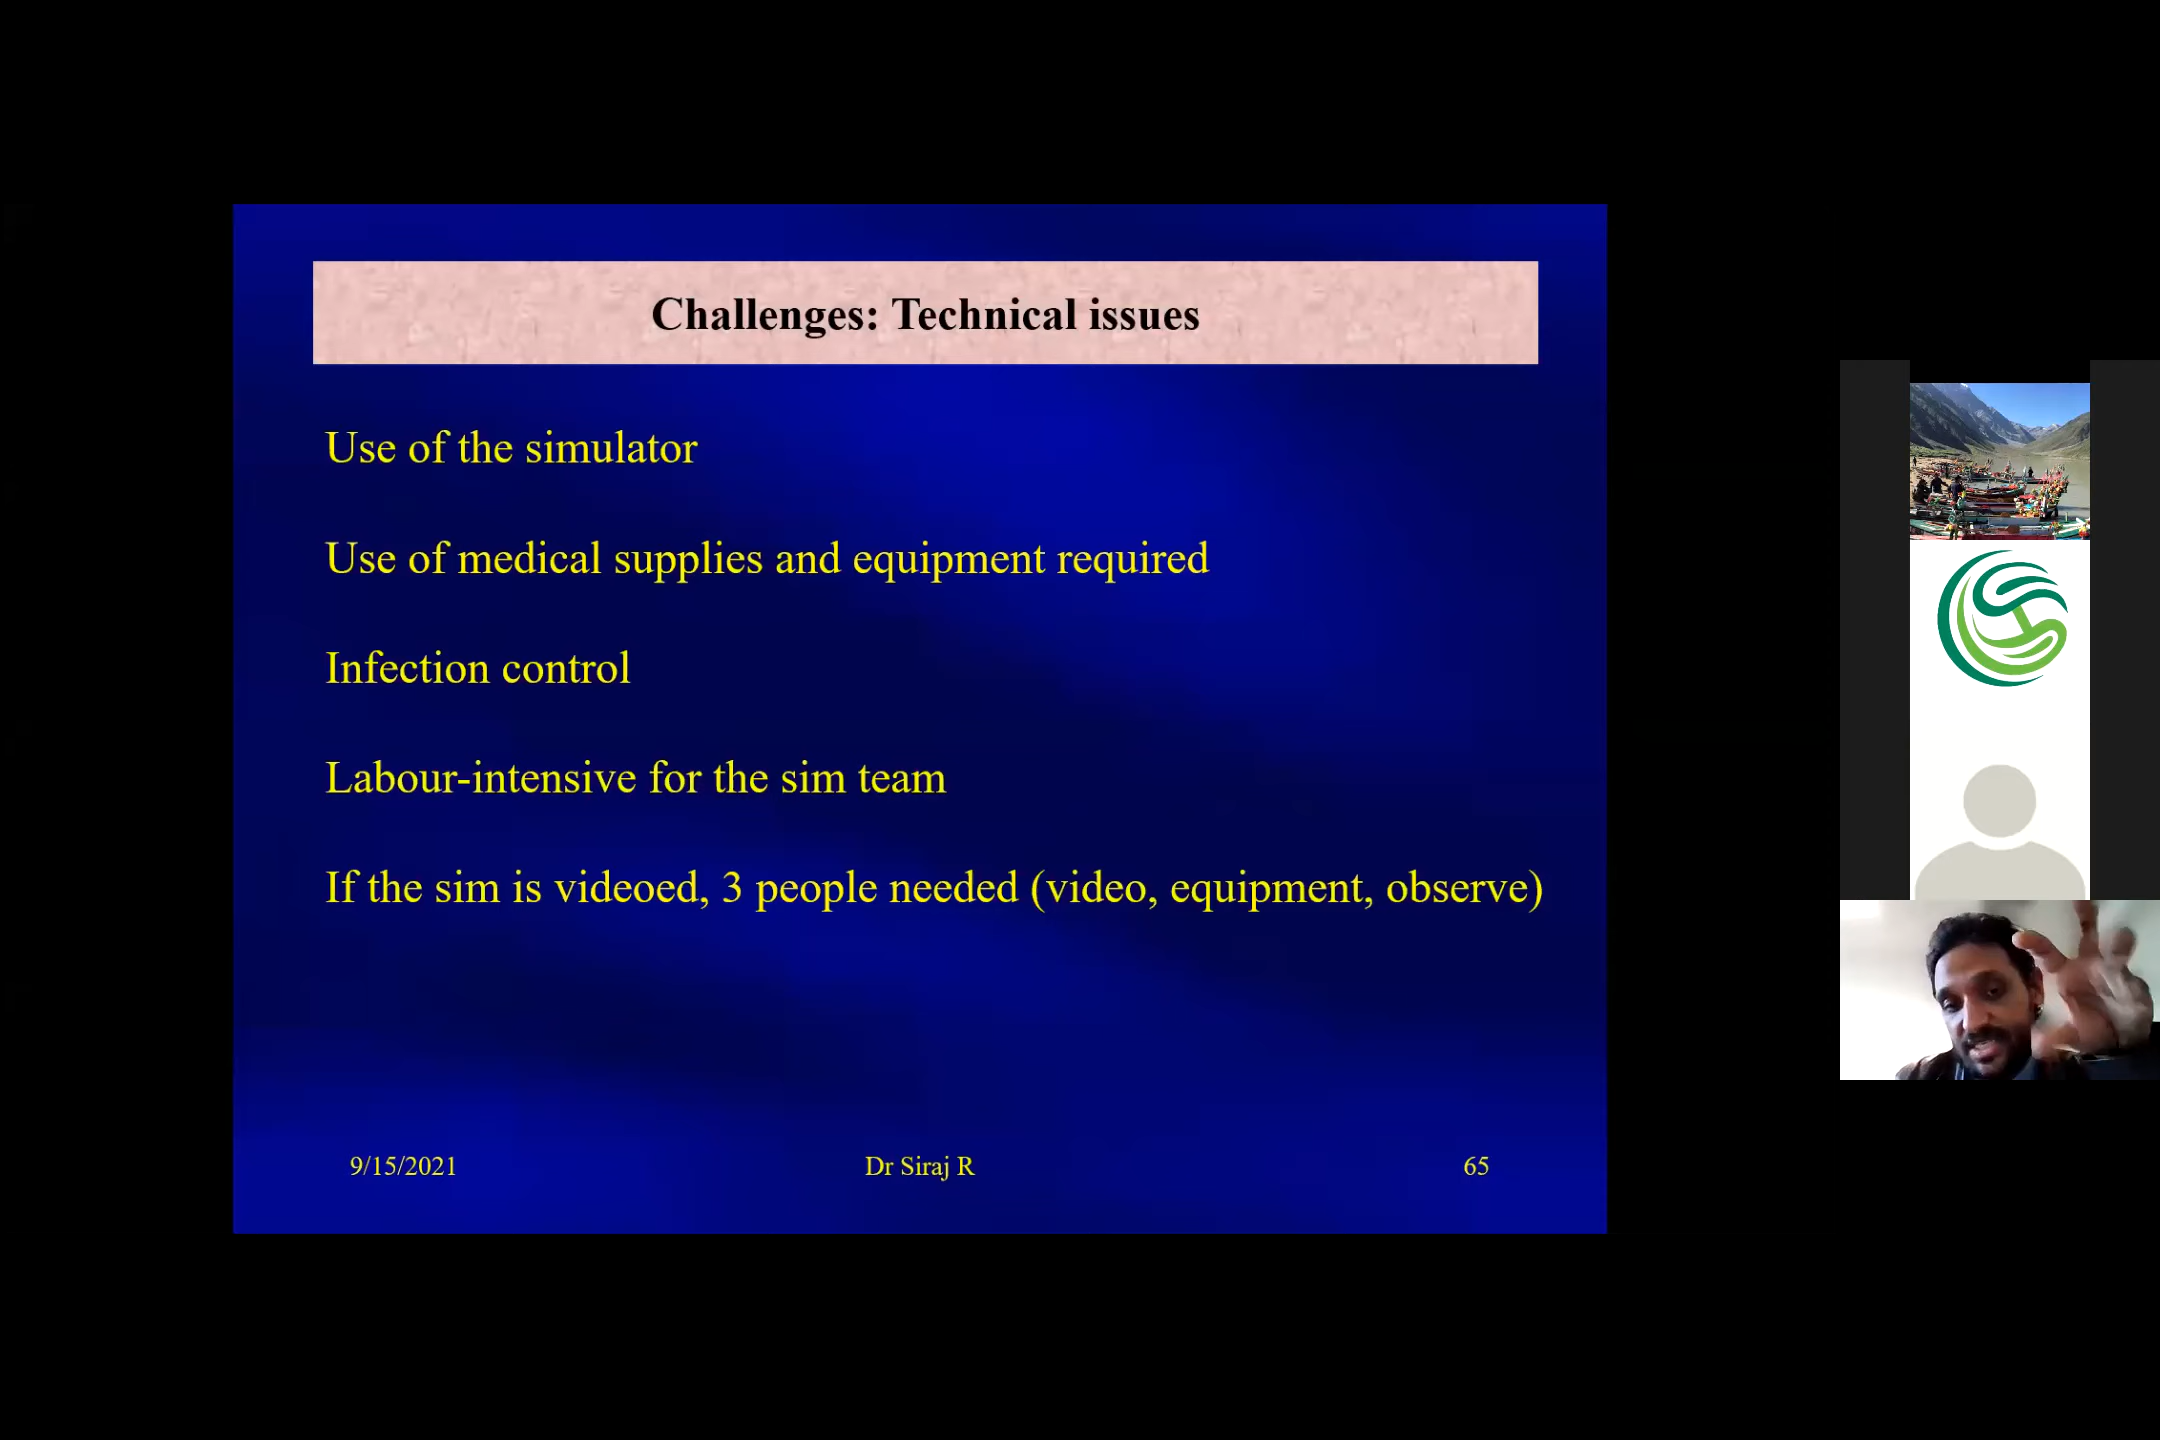 Challenges: Technical issues
Use of the simulator
Use of medical supplies and equipment required
Infection control
Labour-intensive for the sim team
If the sim is videoed, 3 people needed (video, equipment, observe)
9/15/2021
Dr Siraj R
65